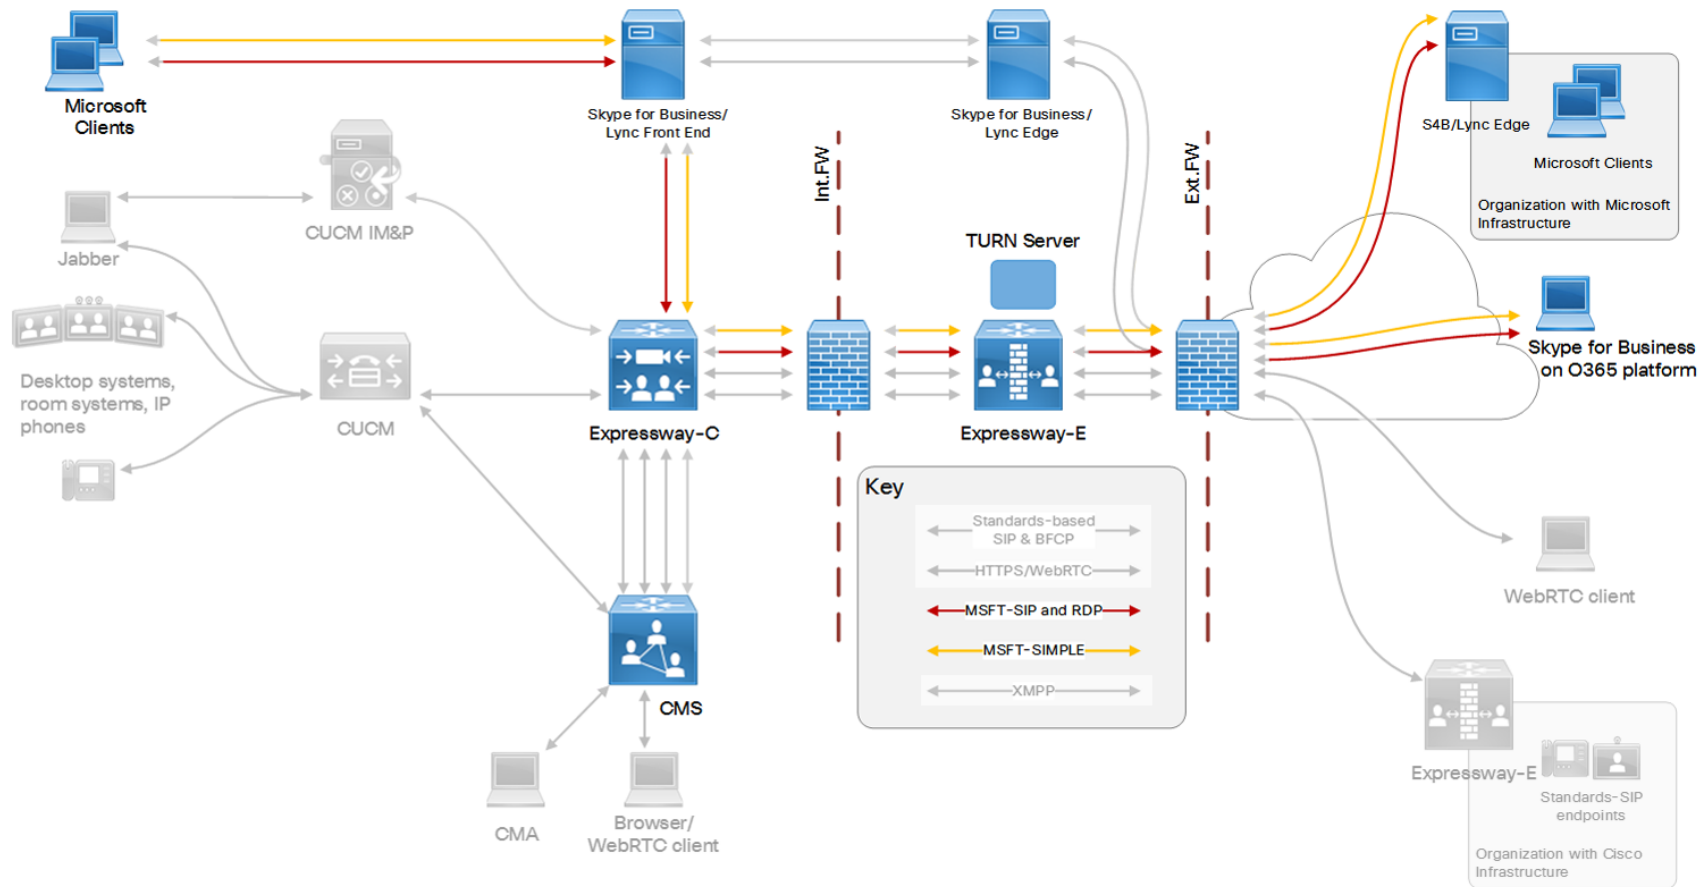 Microsoft
Clients
Skype for Business/
Lync Front End
Skype for Business/
Lync Edge
S4B/Lync Edge
Microsoft Clients
Organization with Microsoft
Infrastructure
Int.FW
Ext.FW
CUCM IM&P
Jabber
TURN Server
Desktop systems,
room systems, IP
phones
CUCM
Expressway-C
Expressway-E
Skype for Business
on O365 platform
Key
Standards-based
SIP & BFCP
HTTPS/WebRTC
MSFT-SIP and RDP
MSFT-SIMPLE
XMPP
WebRTC client
CMS
CMA
Browser/
WebRTC client
Expressway-E
Standards-SIP
endpoints
Organization with Cisco
Infrastructure